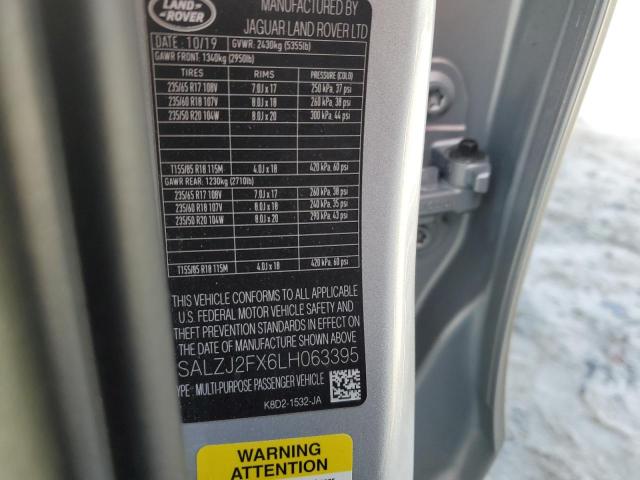 LAND-
ROVER
MANUFACTURED BY
JAGUAR LAND ROVER LTD
DATE: 10/19 GVWR: 2430kg (5355lb)
GAWR FRONT: 1340kg (2950lb)
TIRES RIMS PRESSURE (COLD)
235/65 R17 108V 7.0J x 17 250 kPa, 37 psi
235/60 R18 107V 8.0J x 18 260 kPa, 38 psi
235/50 R20 104W 8.0J x 20 300 kPa, 44 psi
T155/85 R18 115M 4.0J x 18 420 kPa, 60 psi
GAWR REAR: 1230kg (2710lb)
235/65 R17 108V 7.0J x 17 260 kPa, 38 psi
235/60 R18 107V 8.0J x 18 240 kPa, 35 psi
235/50 R20 104W 8.0J x 20 290 kPa, 43 psi
T155/85 R18 115M 4.0J x 18 420 kPa, 60 psi
THIS VEHICLE CONFORMS TO ALL APPLICABLE
U.S. FEDERAL MOTOR VEHICLE SAFETY AND
THEFT PREVENTION STANDARDS IN EFFECT ON
THE DATE OF MANUFACTURE SHOWN ABOVE
SALZJ2FX6LH063395
TYPE: MULTI-PURPOSE PASSENGER VEHICLE
K8D2-1532-JA
WARNING
ATTENTION